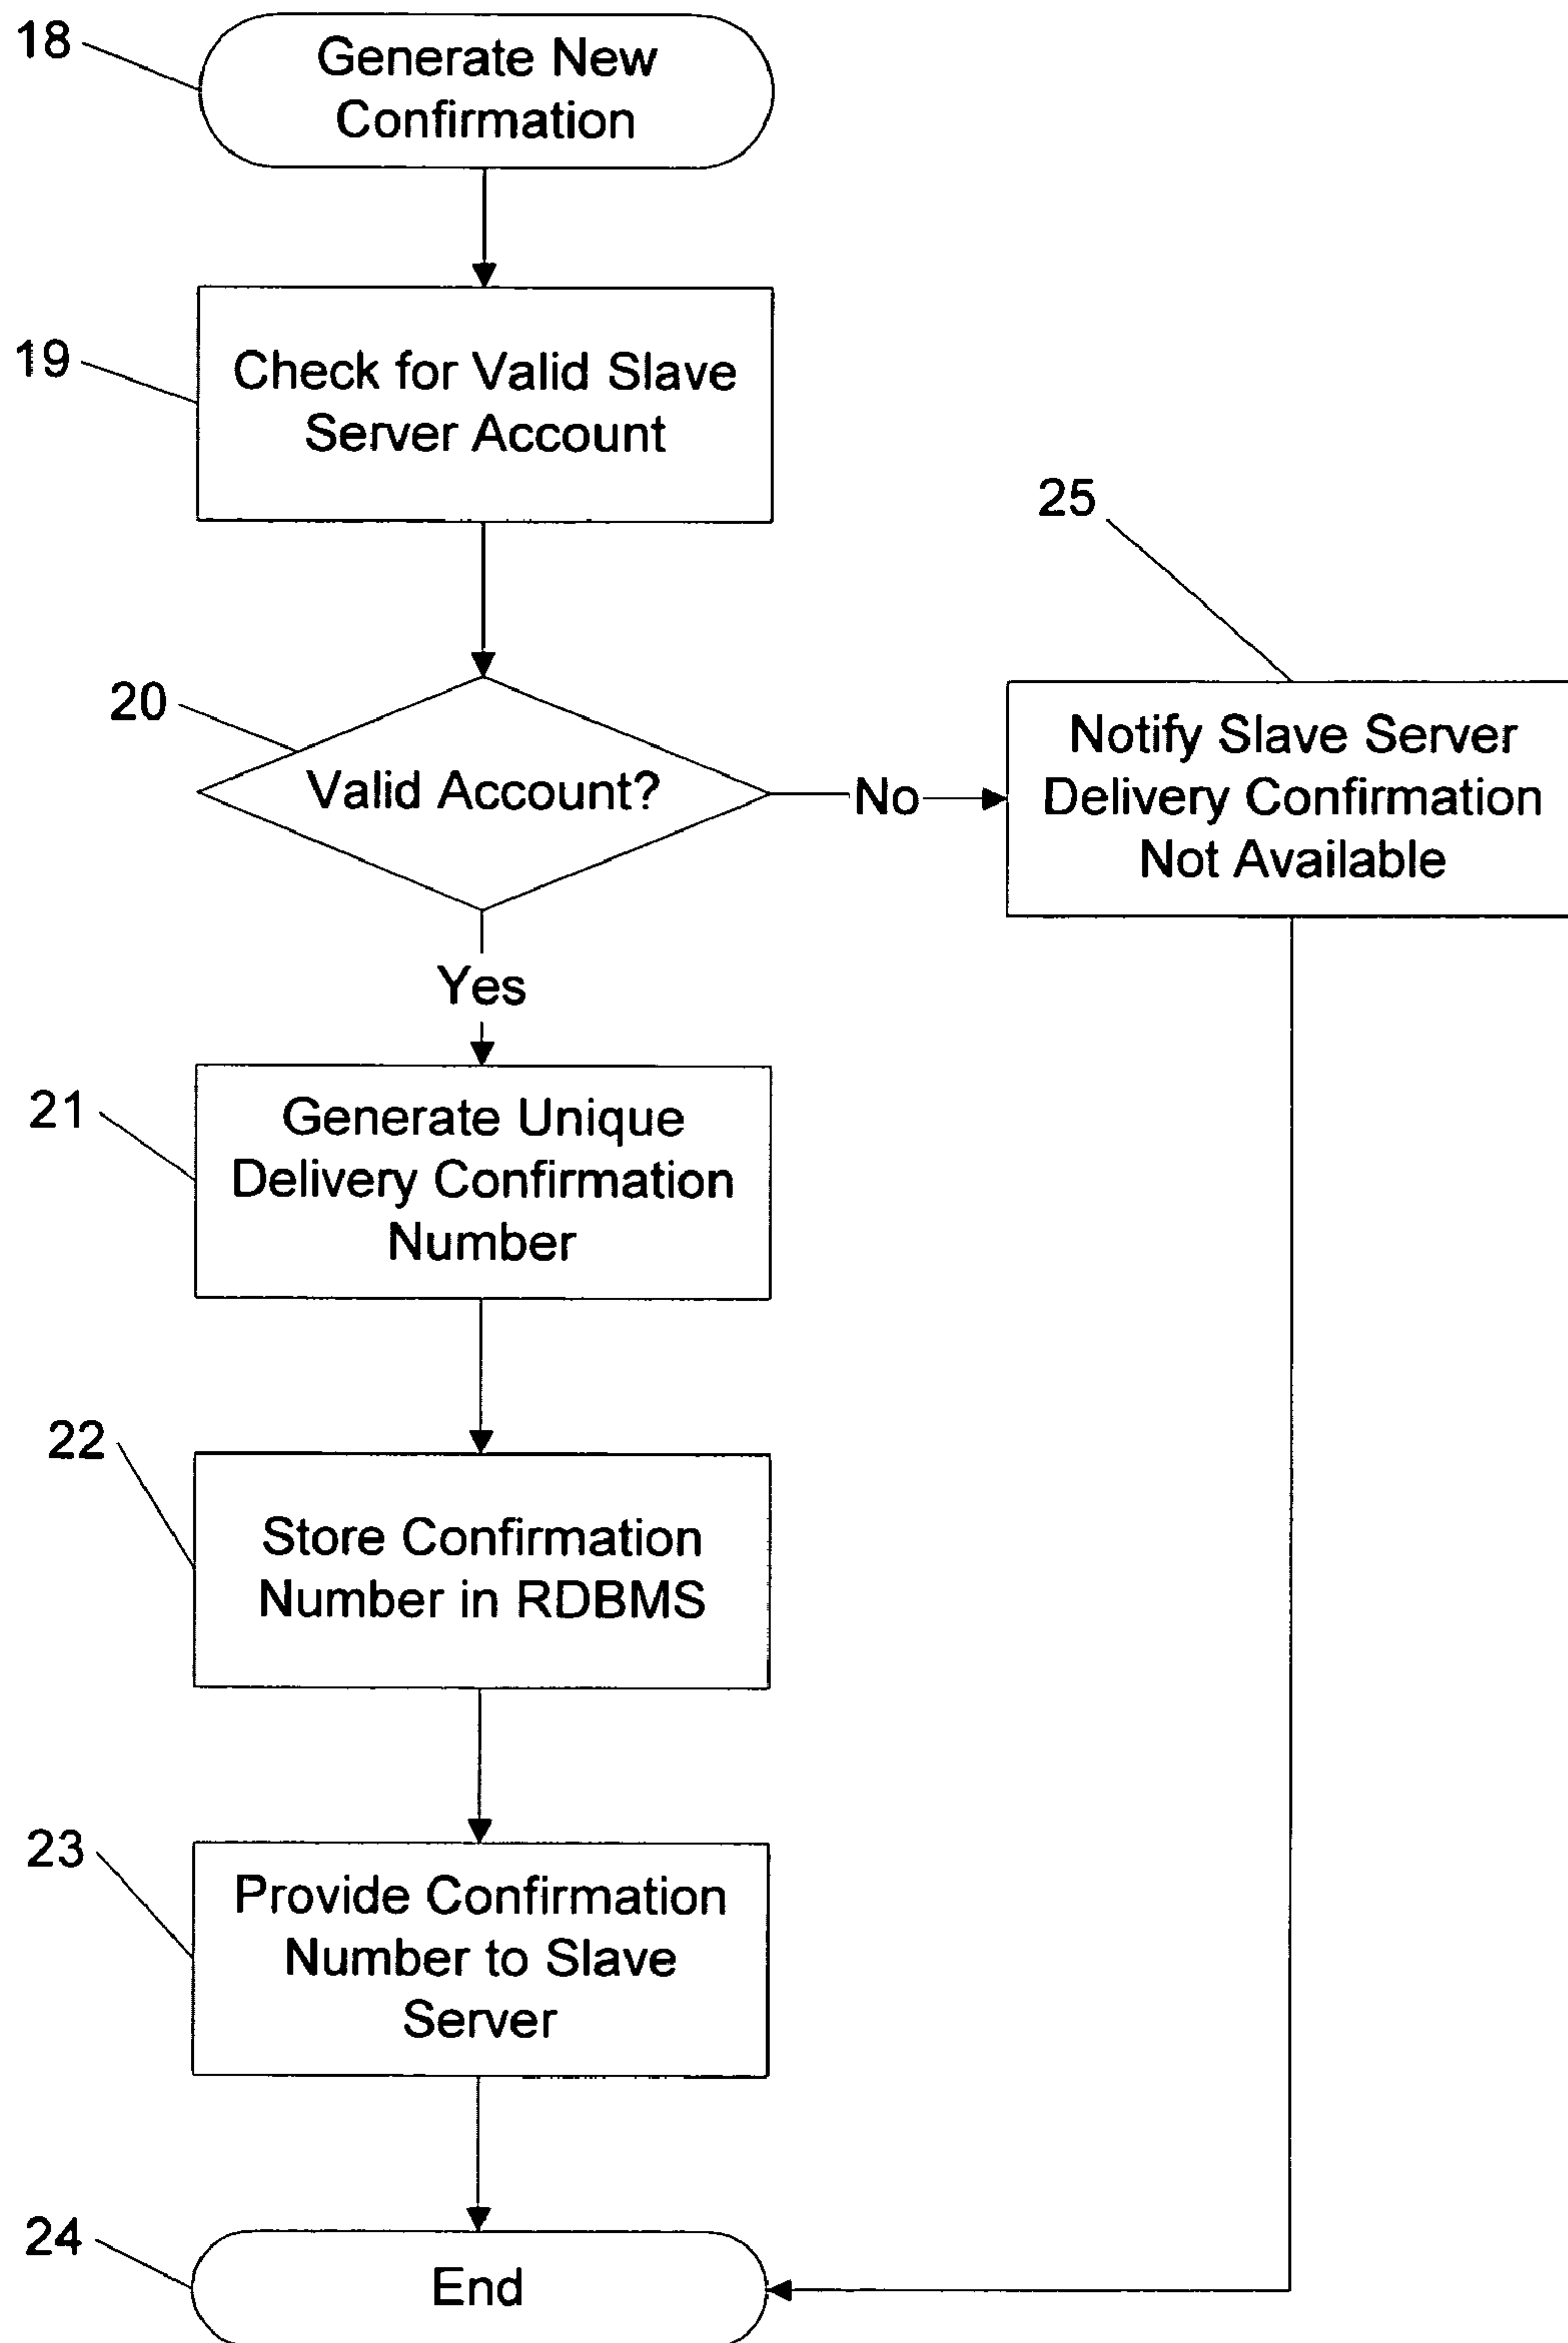 18
Generate New
Confirmation
19
Check for Valid Slave
Server Account
25
20
Valid Account?
No
Notify Slave Server
Delivery Confirmation
Not Available
Yes
21
Generate Unique
Delivery Confirmation
Number
22
Store Confirmation
Number in RDBMS
23
Provide Confirmation
Number to Slave
Server
24
End